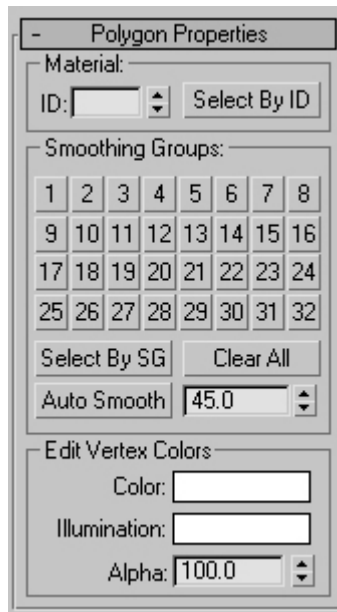 - Polygon Properties
Material:
ID: Select By ID
Smoothing Groups:
1 2 3 4 5 6 7 8
9 10 11 12 13 14 15 16
17 18 19 20 21 22 23 24
25 26 27 28 29 30 31 32
Select By SG Clear All
Auto Smooth 45.0
Edit Vertex Colors
Color:
Illumination:
Alpha: 100.0